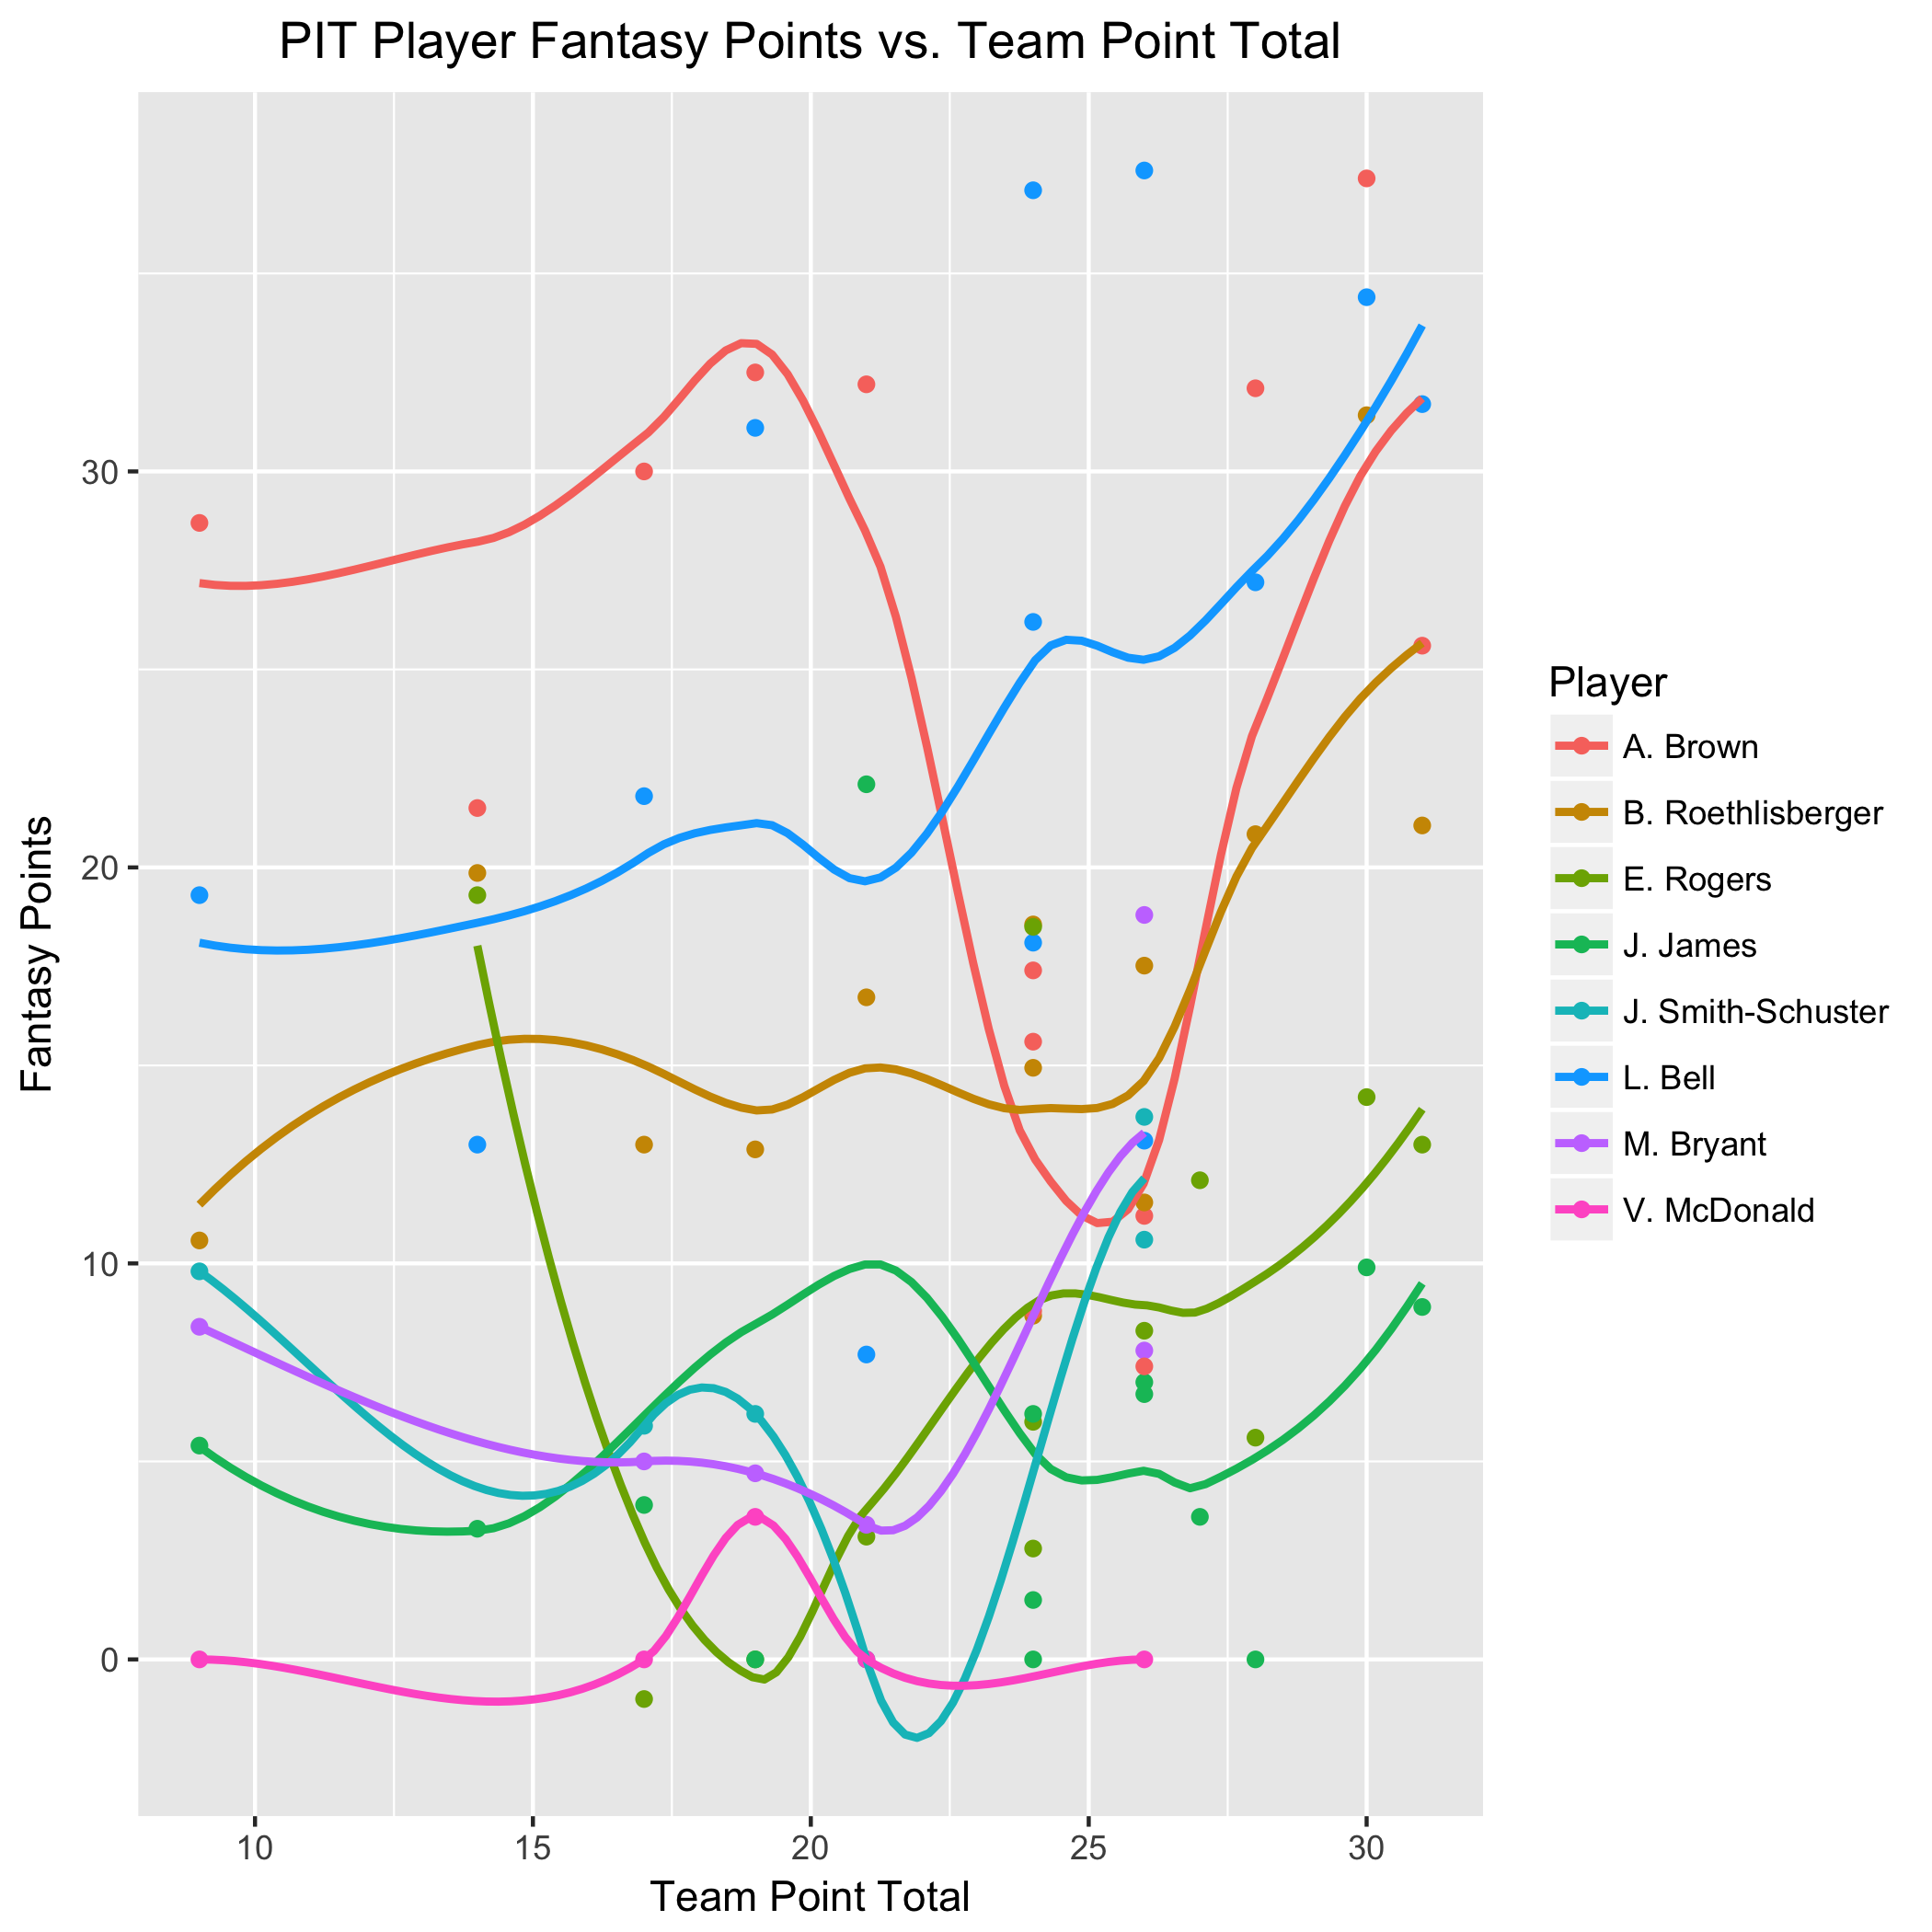 PIT Player Fantasy Points vs. Team Point Total
Fantasy Points
30
20
10
0
10
15
20
25
30
Team Point Total
Player
A. Brown
B. Roethlisberger
E. Rogers
J. James
J. Smith-Schuster
L. Bell
M. Bryant
V. McDonald